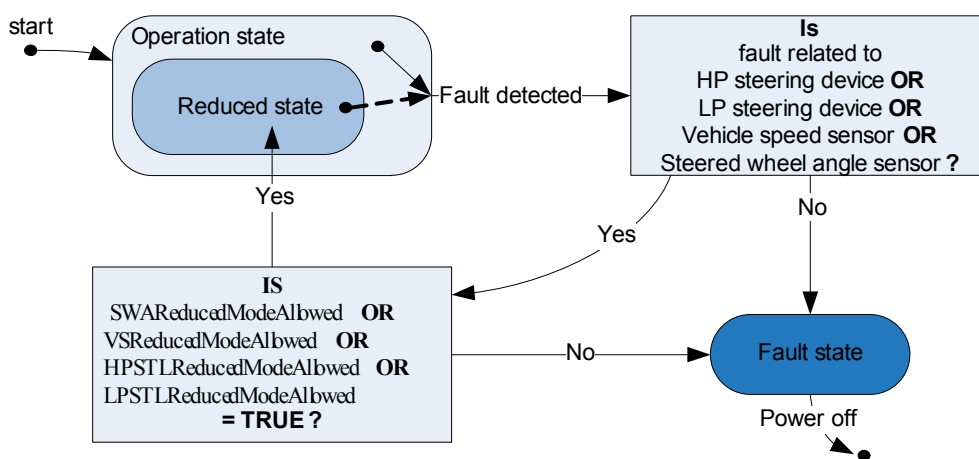 start
Operation state
Reduced state
Fault detected
Is
fault related to
HP steering device OR
LP steering device OR
Vehicle speed sensor OR
Steered wheel angle sensor ?
Yes
No
Yes
IS
SWAReducedModeAllowed OR
VSReducedModeAllowed OR
HPSTLReducedModeAllowed OR
LPSTLReducedModeAllowed
= TRUE ?
No
Fault state
Power off